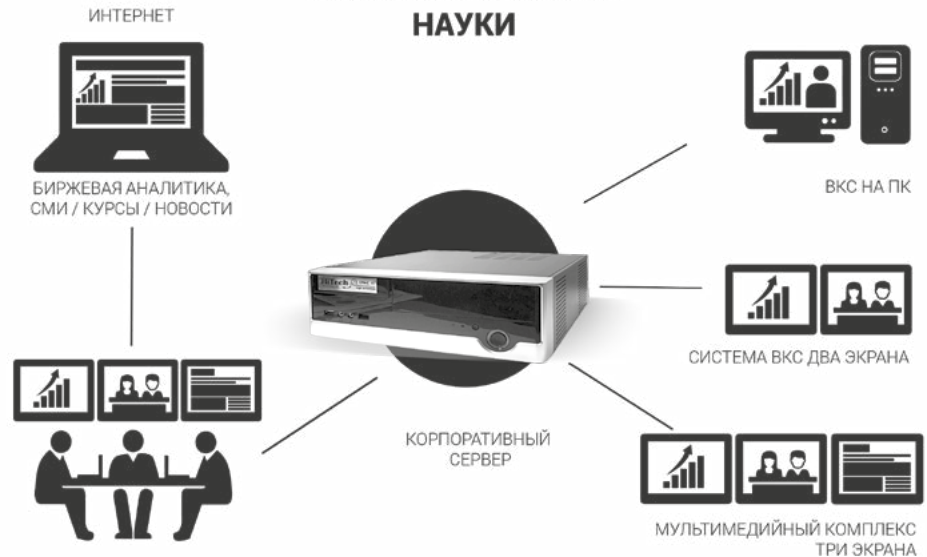 ИНТЕРНЕТ
НАУКИ
БИРЖЕВАЯ АНАЛИТИКА,
СМИ / КУРСЫ / НОВОСТИ
ВКС НА ПК
СИСТЕМА ВКС ДВА ЭКРАНА
КОРПОРАТИВНЫЙ
СЕРВЕР
МУЛЬТИМЕДИЙНЫЙ КОМПЛЕКС
ТРИ ЭКРАНА